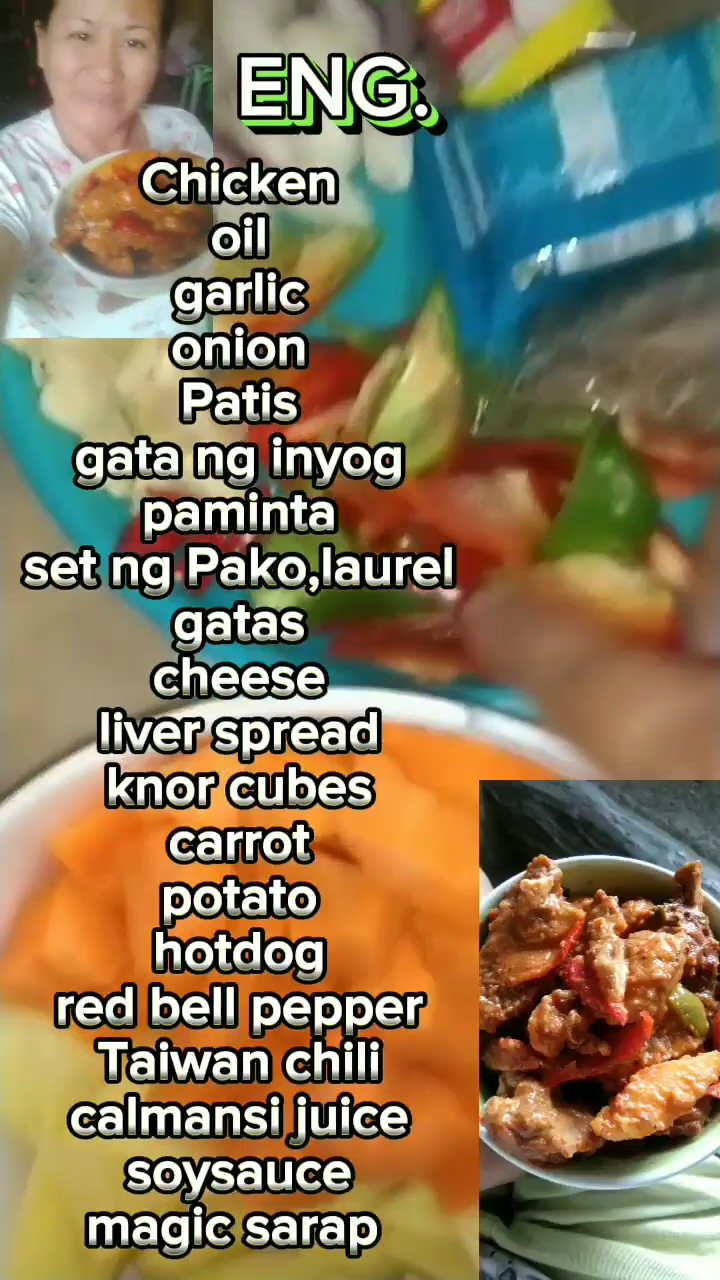 ENG.
Chicken
oil
garlic
onion
Patis
gata ng inyog
paminta
set ng Pako,laurel
gatas
cheese
liver spread
knor cubes
carrot
potato
hotdog
red bell pepper
Taiwan chili
calmansi juice
soysauce
magic sarap